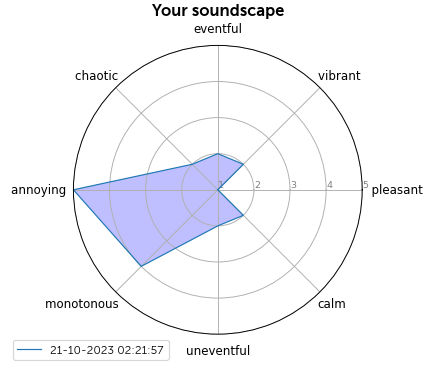 Your soundscape
eventful
chaotic
vibrant
annoying
1
2
3
4
5
pleasant
monotonous
calm
uneventful
21-10-2023 02:21:57